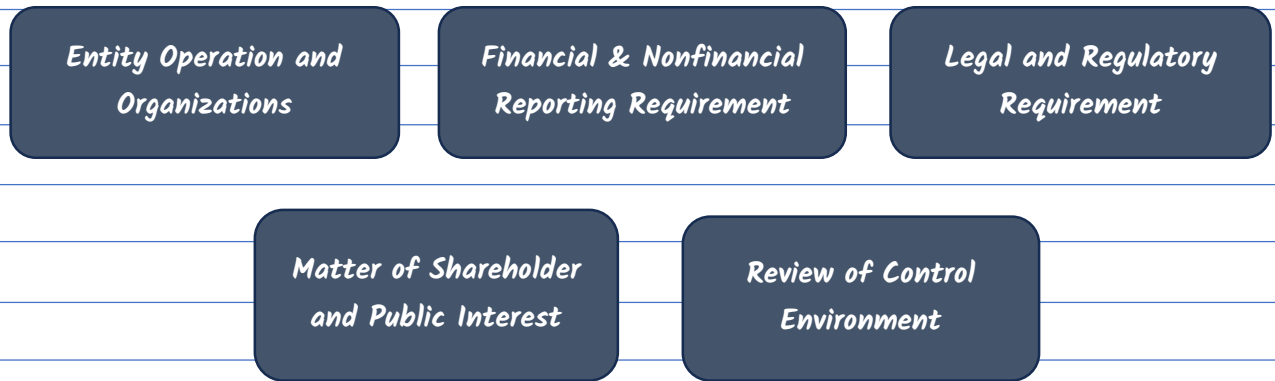 Entity Operation and
Organizations
Financial & Nonfinancial
Reporting Requirement
Legal and Regulatory
Requirement
Matter of Shareholder
and Public Interest
Review of Control
Environment